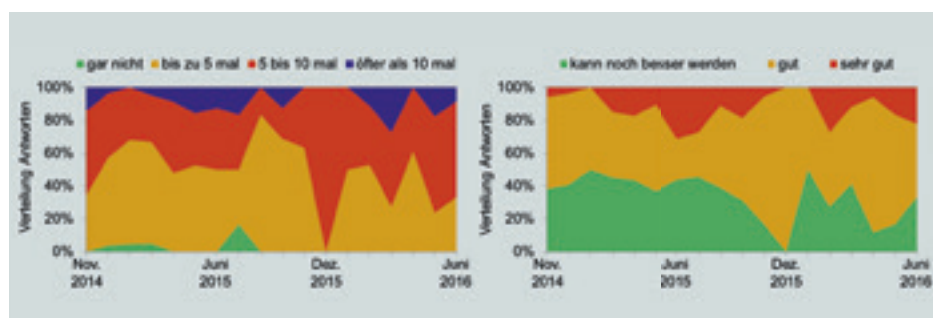 gar nicht bis zu 5 mal 5 bis 10 mal öfter als 10 mal
Verteilung Antworten
100%
80%
60%
40%
20%
0%
Nov. Juni Dez. Juni
2014 2015 2015 2016
kann noch besser werden gut sehr gut
Verteilung Antworten
100%
80%
60%
40%
20%
0%
Nov. Juni Dez. Juni
2014 2015 2015 2016